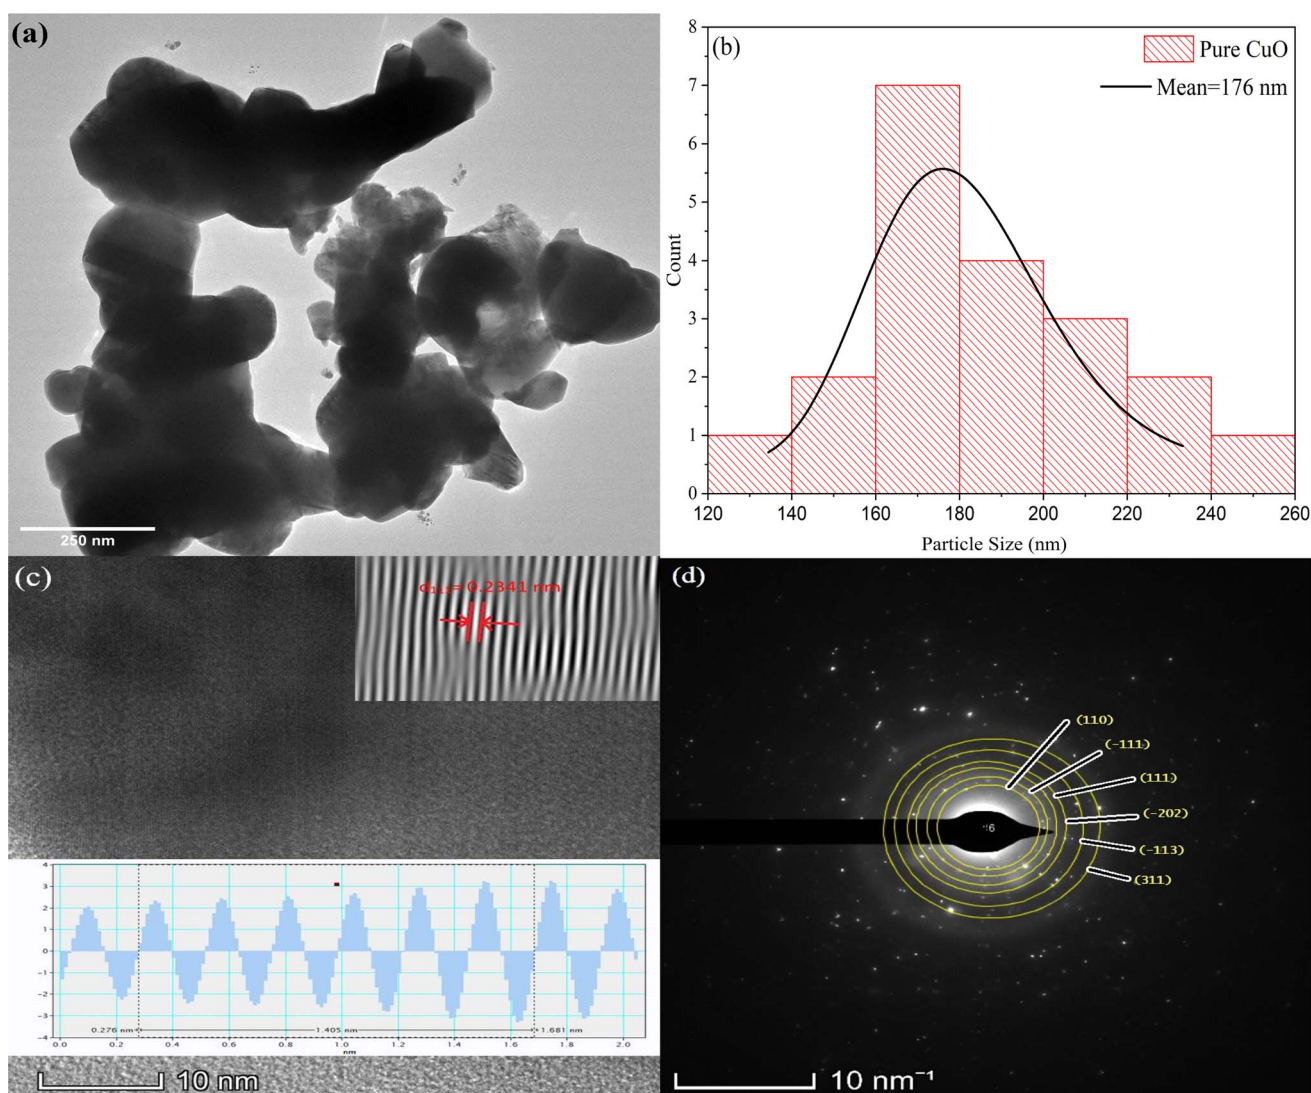 (a)
250 nm
(b)
Pure CuO
Mean=176 nm
Count
8
7
6
5
4
3
2
1
0
120 140 160 180 200 220 240 260
Particle Size (nm)
(c)
= 0.2341 nm
4
3
2
1
0
-1
-2
-3
-4
0.276 nm 1.405 nm 1.681 nm
0.0 0.2 0.4 0.6 0.8 1.0 1.2 1.4 1.6 1.8 2.0
nm
10 nm
(d)
(110)
(-111)
(111)
(-202)
(-113)
(311)
10 nm⁻¹